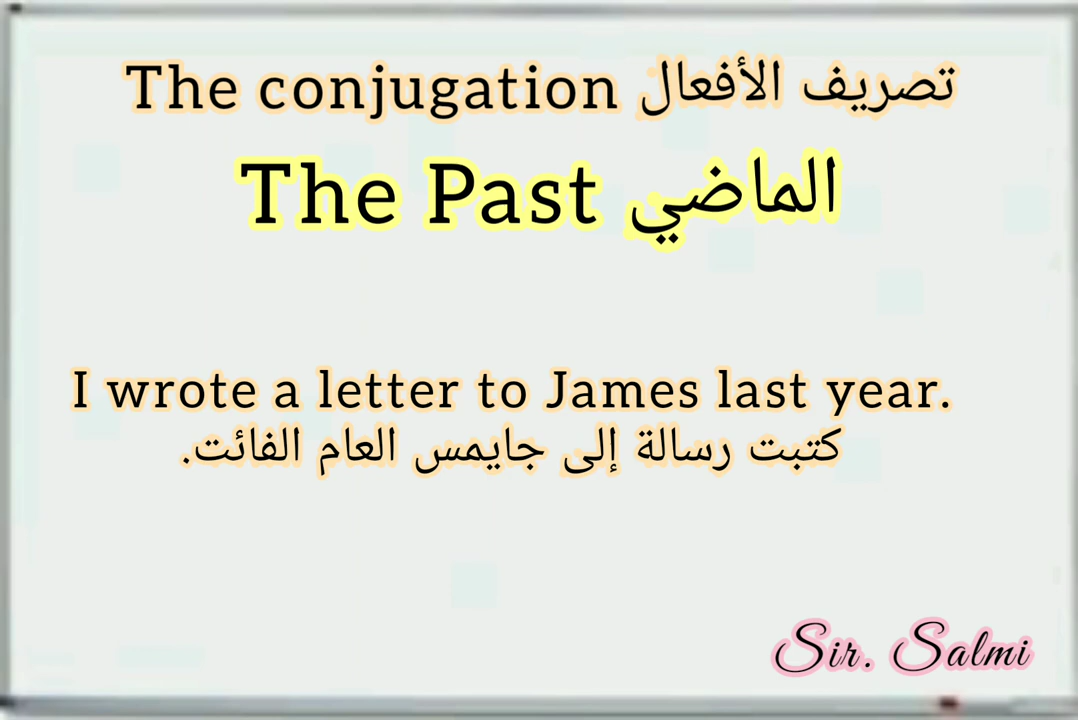 The conjugation تصريف الأفعال
The Past الماضي
I wrote a letter to James last year.
كتبت رسالة إلى جايمس العام الفائت.
Sir. Salmi